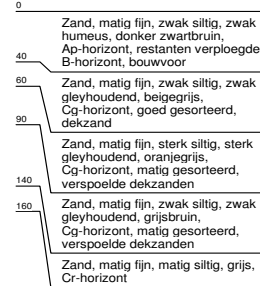 0
Zand, matig fijn, zwak siltig, zwak
humeus, donker zwartbruin,
Ap-horizont, restanten verploegde
B-horizont, bouwvoor
40
Zand, matig fijn, zwak siltig, zwak
gleyhoudend, beigegrijs,
Cg-horizont, goed gesorteerd,
dekzand
60
Zand, matig fijn, sterk siltig, sterk
gleyhoudend, oranjegrijs,
Cg-horizont, matig gesorteerd,
verspoelde dekzanden
90
Zand, matig fijn, zwak siltig, zwak
gleyhoudend, grijsbruin,
Cg-horizont, matig gesorteerd,
verspoelde dekzanden
140
Zand, matig fijn, matig siltig, grijs,
Cr-horizont
160